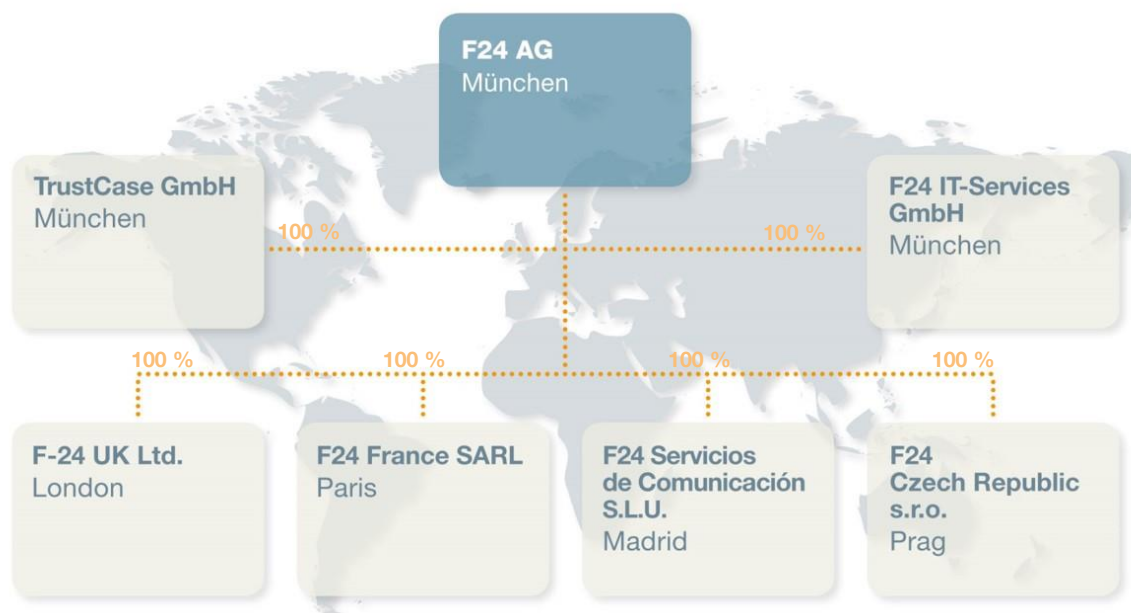 F24 AG
München
TrustCase GmbH
München
F24 IT-Services
GmbH
München
100 %
100 %
100 %
100 %
100 %
100 %
F-24 UK Ltd.
London
F24 France SARL
Paris
F24 Servicios
de Comunicación
S.L.U.
Madrid
F24
Czech Republic
s.r.o.
Prag